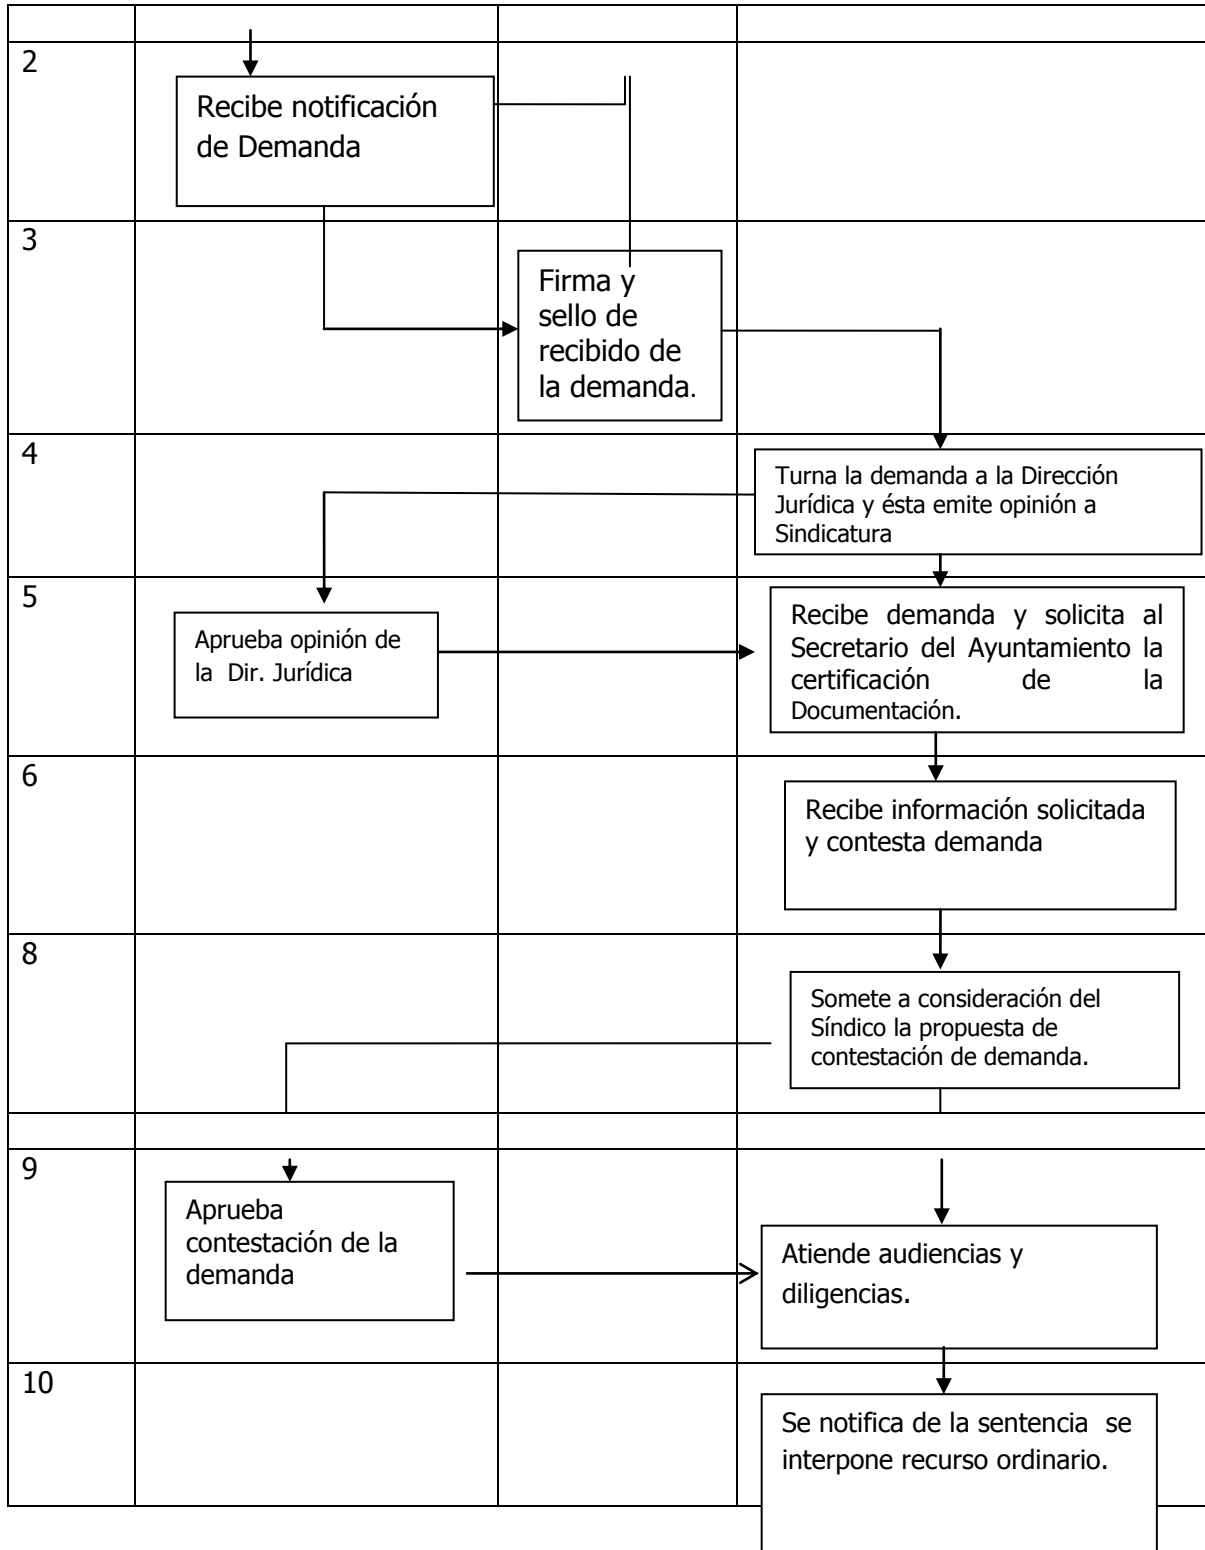 2
Recibe notificación
de Demanda
3
Firma y
sello de
recibido de
la demanda.
4
Turna la demanda a la Dirección
Jurídica y ésta emite opinión a
Sindicatura
5
Aprueba opinión de
la Dir. Jurídica
Recibe demanda y solicita al
Secretario del Ayuntamiento la
certificación de la
Documentación.
6
Recibe información solicitada
y contesta demanda
8
Somete a consideración del
Síndico la propuesta de
contestación de demanda.
9
Aprueba
contestación de la
demanda
Atiende audiencias y
diligencias.
10
Se notifica de la sentencia se
interpone recurso ordinario.